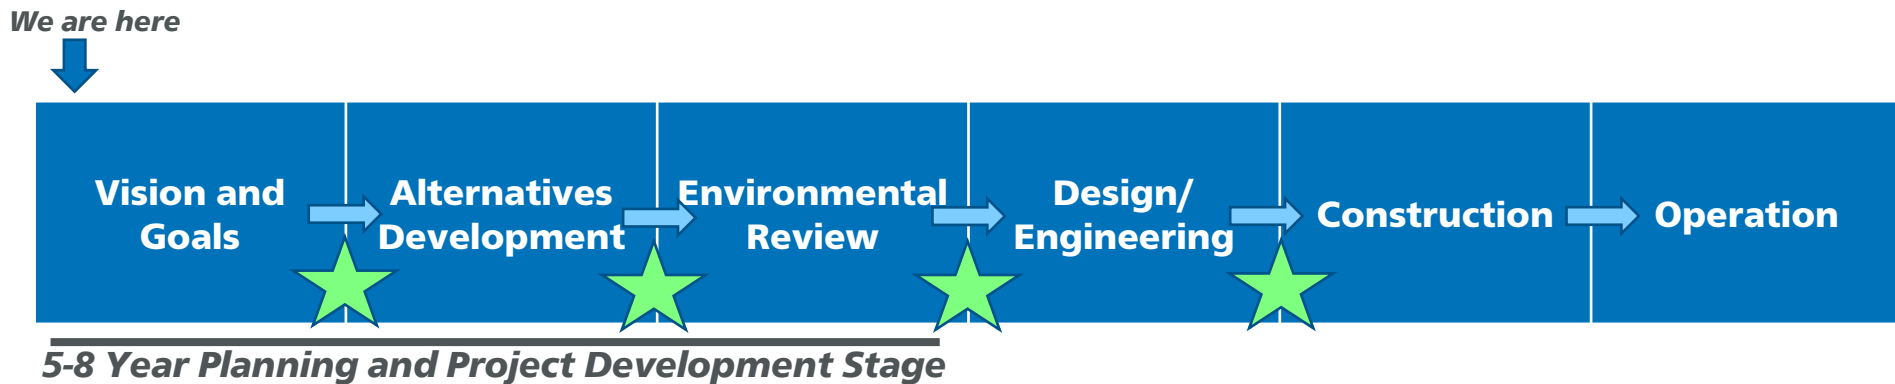 We are here
Vision and
Goals
Alternatives
Development
Environmental
Review
Design/
Engineering
Construction
Operation
5-8 Year Planning and Project Development Stage